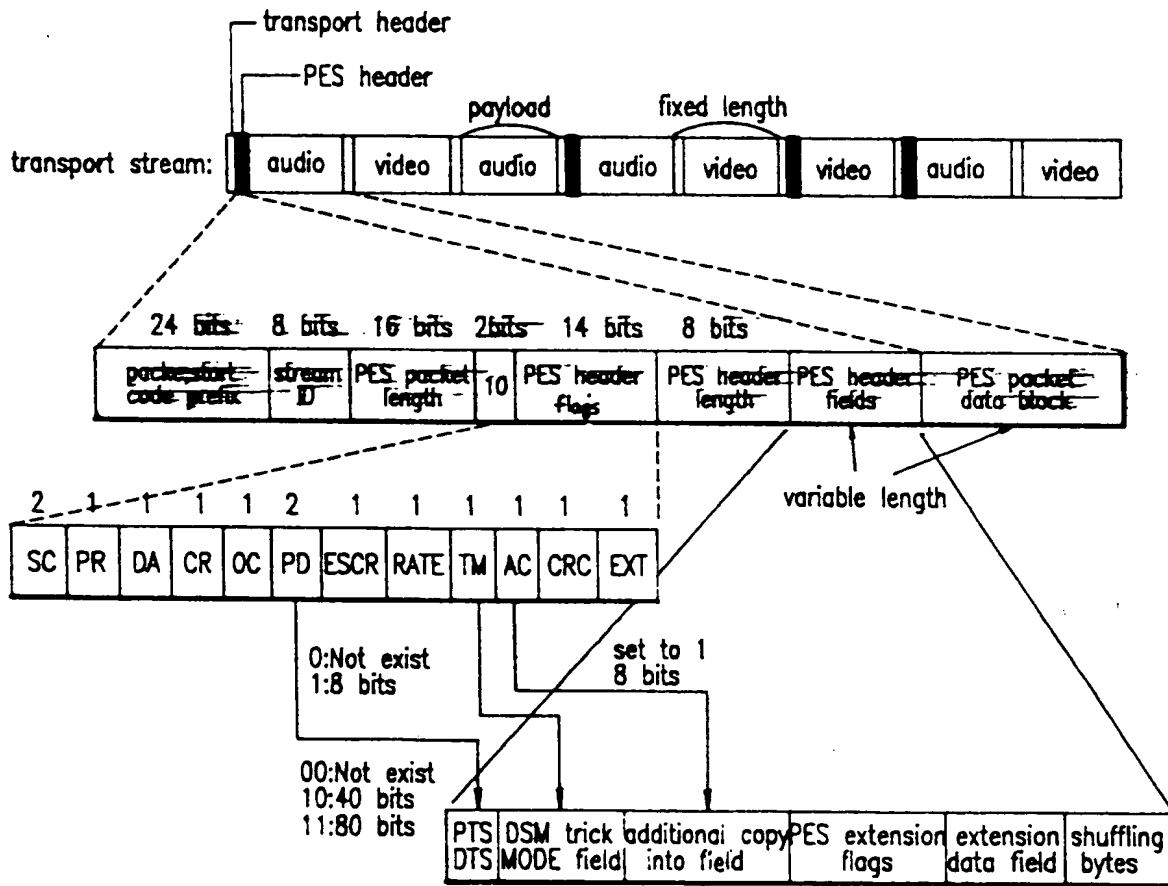 transport header
PES header
payload
fixed length
transport stream:
audio
video
audio
audio
video
video
audio
video
24 bits
8 bits
16 bits
2bits
14 bits
8 bits
packe,start
code prefix
stream
ID
PES packet
length
10
PES header
flags
PES header
length
PES header
fields
PES packet
data block
variable length
2 1 1 1 1 2 1 1 1 1 1 1
SC PR DA CR OC PD ESCR RATE TM AC CRC EXT
0:Not exist
1:8 bits
set to 1
8 bits
00:Not exist
10:40 bits
11:80 bits
PTS
DTS
DSM trick
MODE field
additional copy
into field
PES extension
flags
extension
data field
shuffling
bytes